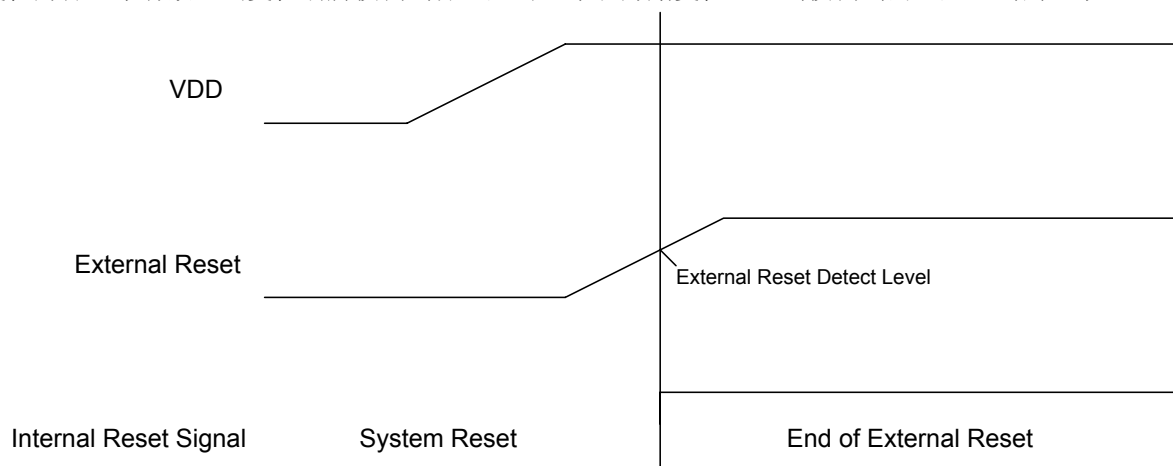 VDD
External Reset
External Reset Detect Level
Internal Reset Signal
System Reset
End of External Reset